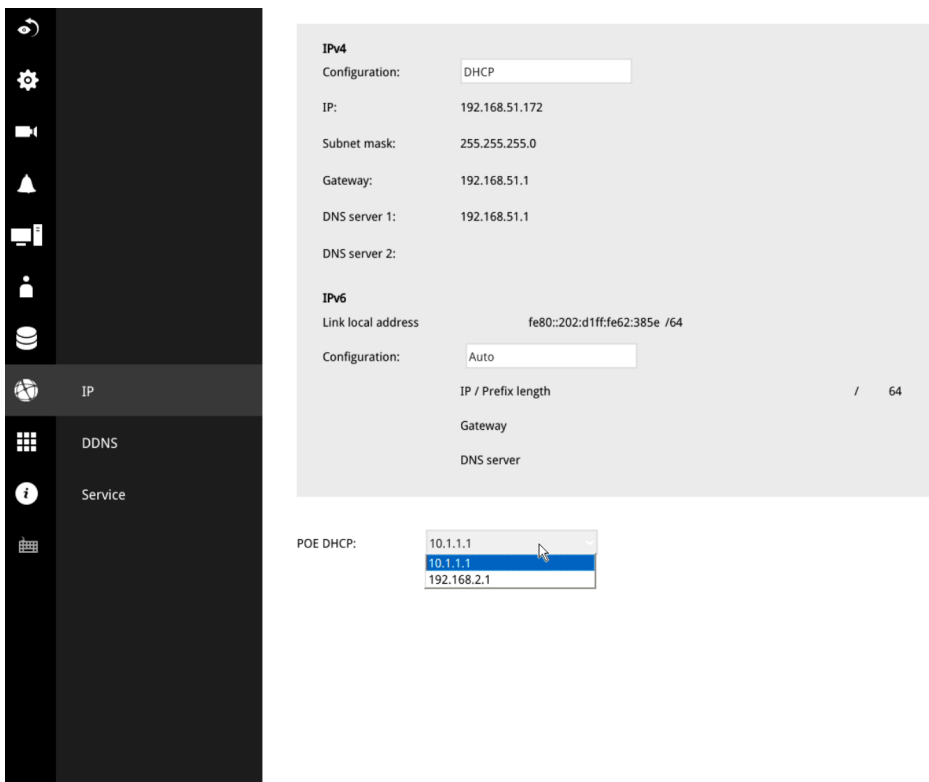 IPv4
Configuration: DHCP
IP: 192.168.51.172
Subnet mask: 255.255.255.0
Gateway: 192.168.51.1
DNS server 1: 192.168.51.1
DNS server 2:
IPv6
Link local address fe80::202:d1ff:fe62:385e /64
Configuration: Auto
IP / Prefix length / 64
Gateway
DNS server
IP
DDNS
Service
POE DHCP: 10.1.1.1
10.1.1.1
192.168.2.1